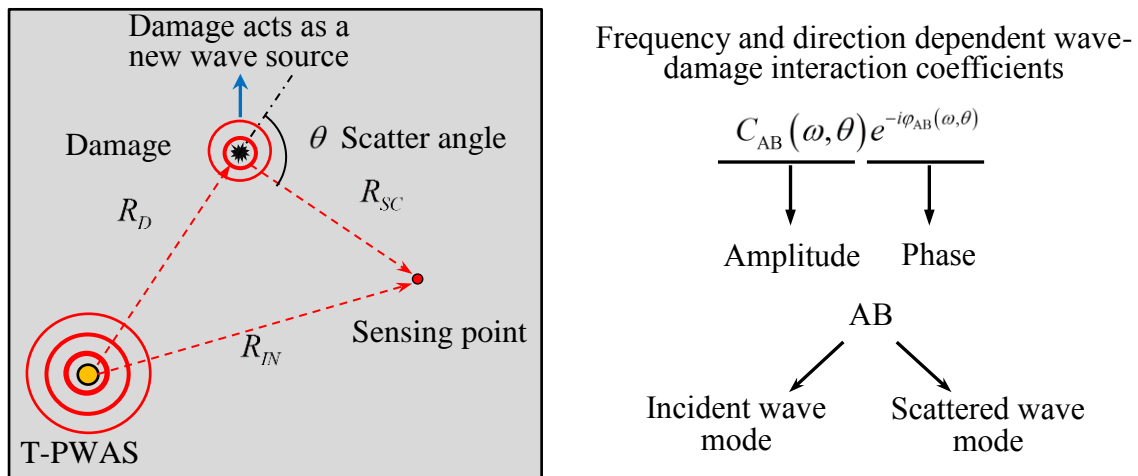 Damage acts as a
new wave source
Damage
θ Scatter angle
R_D
R_SC
Sensing point
R_IN
T-PWAS
Frequency and direction dependent wave-
damage interaction coefficients
C_AB(ω,θ)e^{-iφ_AB(ω,θ)}
Amplitude
Phase
AB
Incident wave
mode
Scattered wave
mode